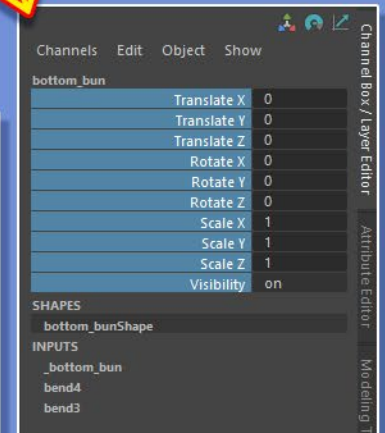 Channels Edit Object Show
bottom_bun
Translate X 0
Translate Y 0
Translate Z 0
Rotate X 0
Rotate Y 0
Rotate Z 0
Scale X 1
Scale Y 1
Scale Z 1
Visibility on
SHAPES
bottom_bunShape
INPUTS
_bottom_bun
bend4
bend3
Channel Box / Layer Editor
Attribute Editor
Modeling T